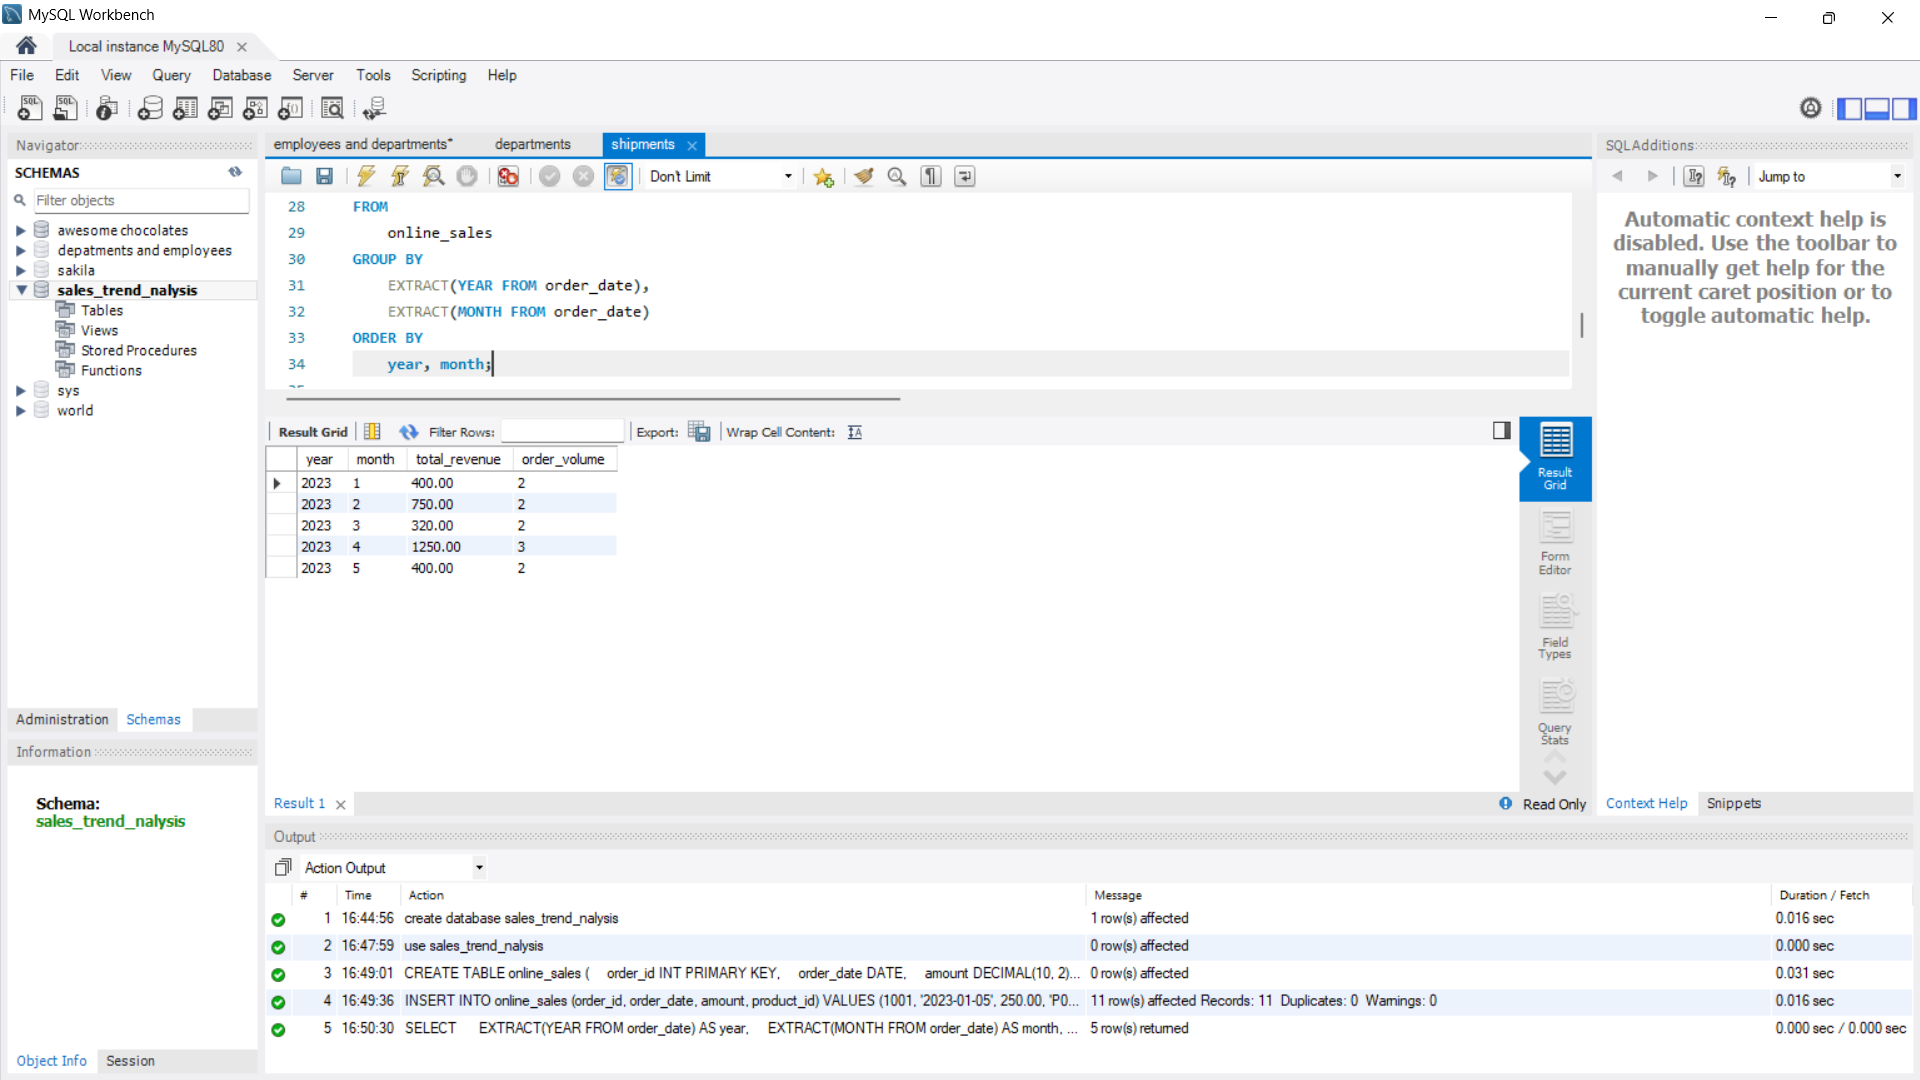 MySQL Workbench
Local instance MySQL80
File Edit View Query Database Server Tools Scripting Help
Navigator
SCHEMAS
Filter objects
awesome chocolates
depatments and employees
sakila
sales_trend_nalysis
Tables
Views
Stored Procedures
Functions
sys
world
Administration Schemas
Information
Schema:
sales_trend_nalysis
Object Info Session
employees and departments* departments shipments
Don't Limit
28 FROM
29 online_sales
30 GROUP BY
31 EXTRACT(YEAR FROM order_date),
32 EXTRACT(MONTH FROM order_date)
33 ORDER BY
34 year, month;
Result Grid Filter Rows: Export: Wrap Cell Content:
year month total_revenue order_volume
2023 1 400.00 2
2023 2 750.00 2
2023 3 320.00 2
2023 4 1250.00 3
2023 5 400.00 2
Result
Grid
Form
Editor
Field
Types
Query
Stats
Result 1
Read Only
SQLAdditions
Jump to
Automatic context help is
disabled. Use the toolbar to
manually get help for the
current caret position or to
toggle automatic help.
Context Help Snippets
Output
Action Output
# Time Action Message Duration / Fetch
1 16:44:56 create database sales_trend_nalysis 1 row(s) affected 0.016 sec
2 16:47:59 use sales_trend_nalysis 0 row(s) affected 0.000 sec
3 16:49:01 CREATE TABLE online_sales ( order_id INT PRIMARY KEY, order_date DATE, amount DECIMAL(10, 2)... 0 row(s) affected 0.031 sec
4 16:49:36 INSERT INTO online_sales (order_id, order_date, amount, product_id) VALUES (1001, '2023-01-05', 250.00, 'P0... 11 row(s) affected Records: 11 Duplicates: 0 Warnings: 0 0.016 sec
5 16:50:30 SELECT EXTRACT(YEAR FROM order_date) AS year, EXTRACT(MONTH FROM order_date) AS month, ... 5 row(s) returned 0.000 sec / 0.000 sec